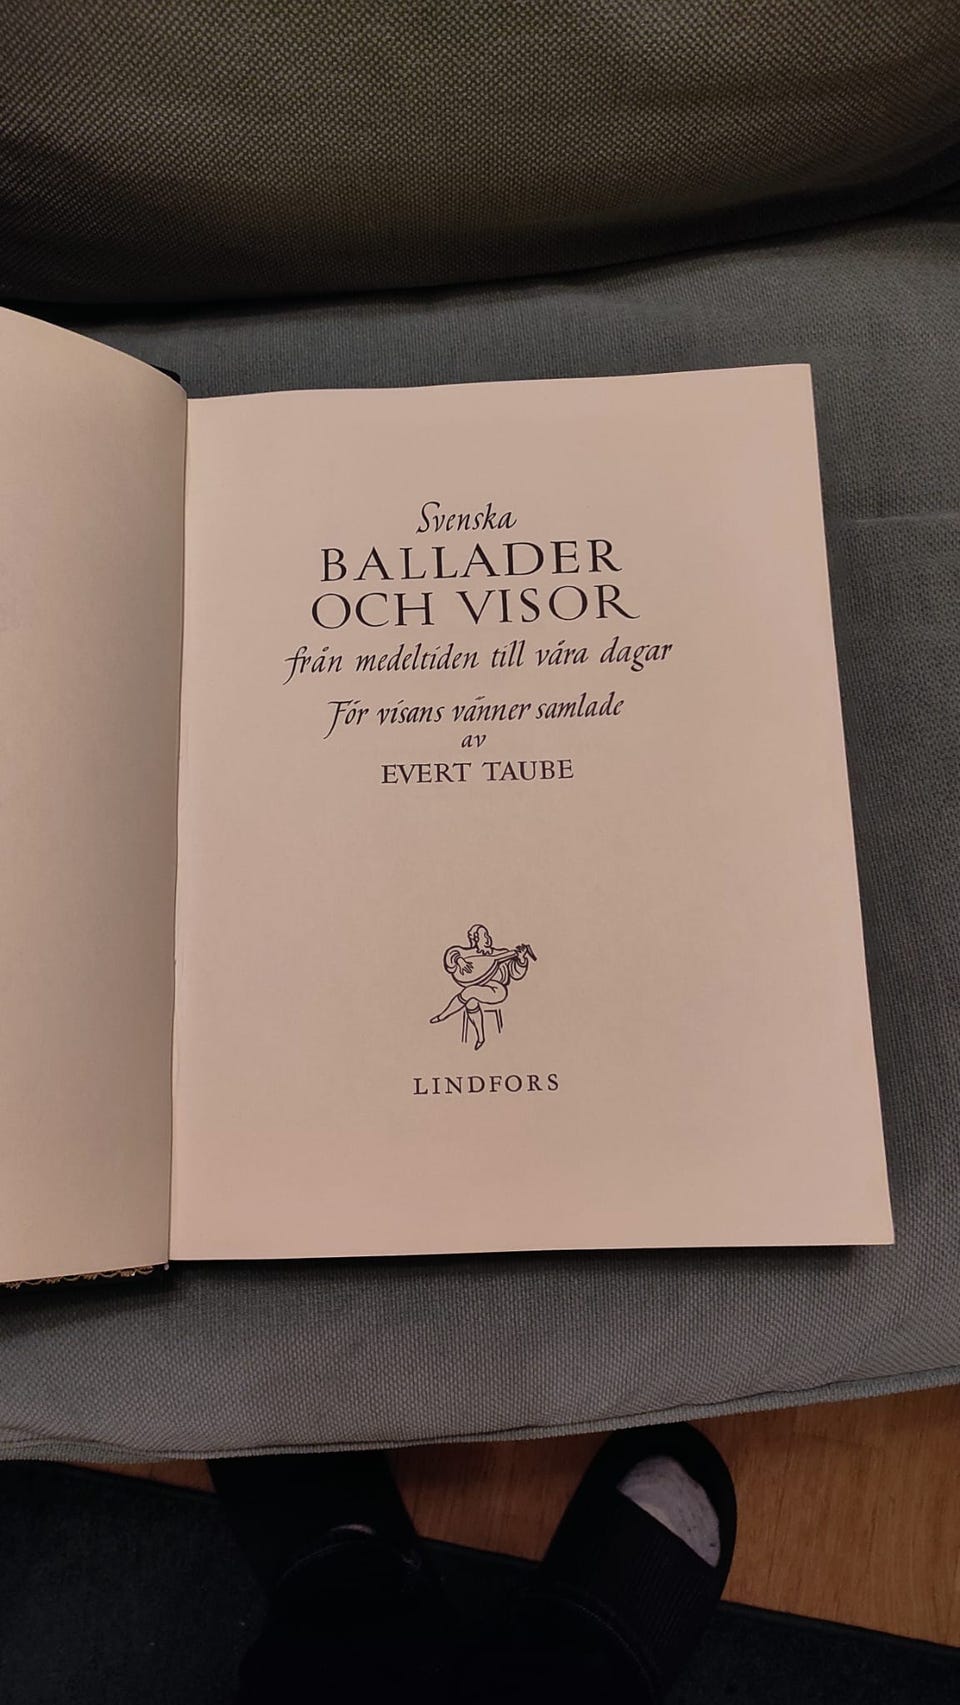 Svenska
BALLADER
OCH VISOR
från medeltiden till våra dagar
För visans vänner samlade
av
EVERT TAUBE
LINDFORS